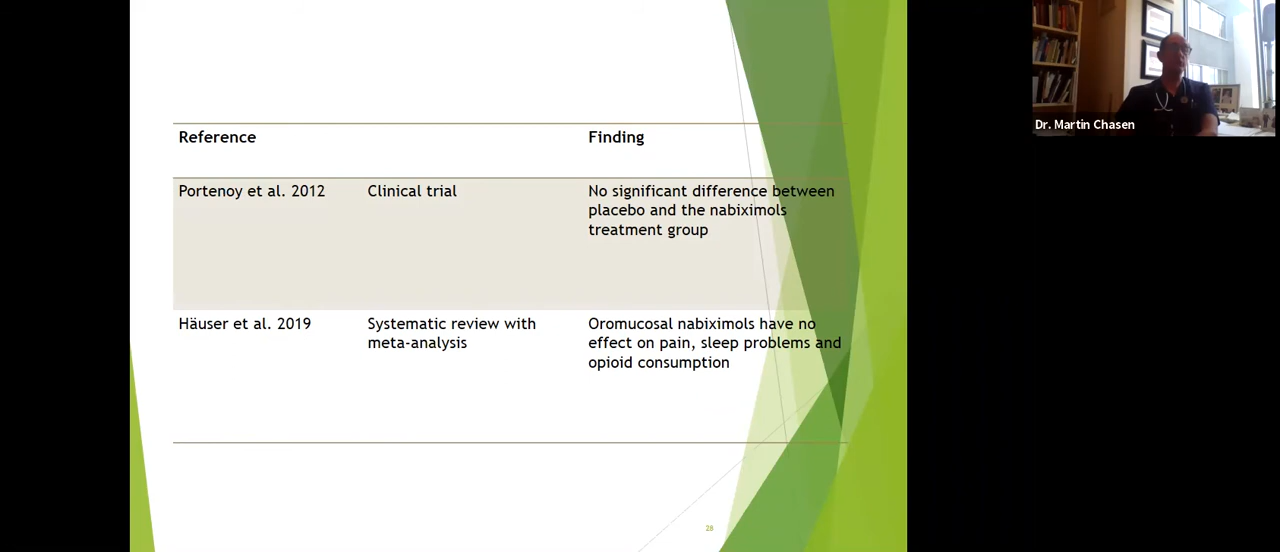 Dr. Martin Chasen
Reference Finding
Portenoy et al. 2012 Clinical trial No significant difference between
placebo and the nabiximols
treatment group
Häuser et al. 2019 Systematic review with Oromucosal nabiximols have no
meta-analysis effect on pain, sleep problems and
opioid consumption
28